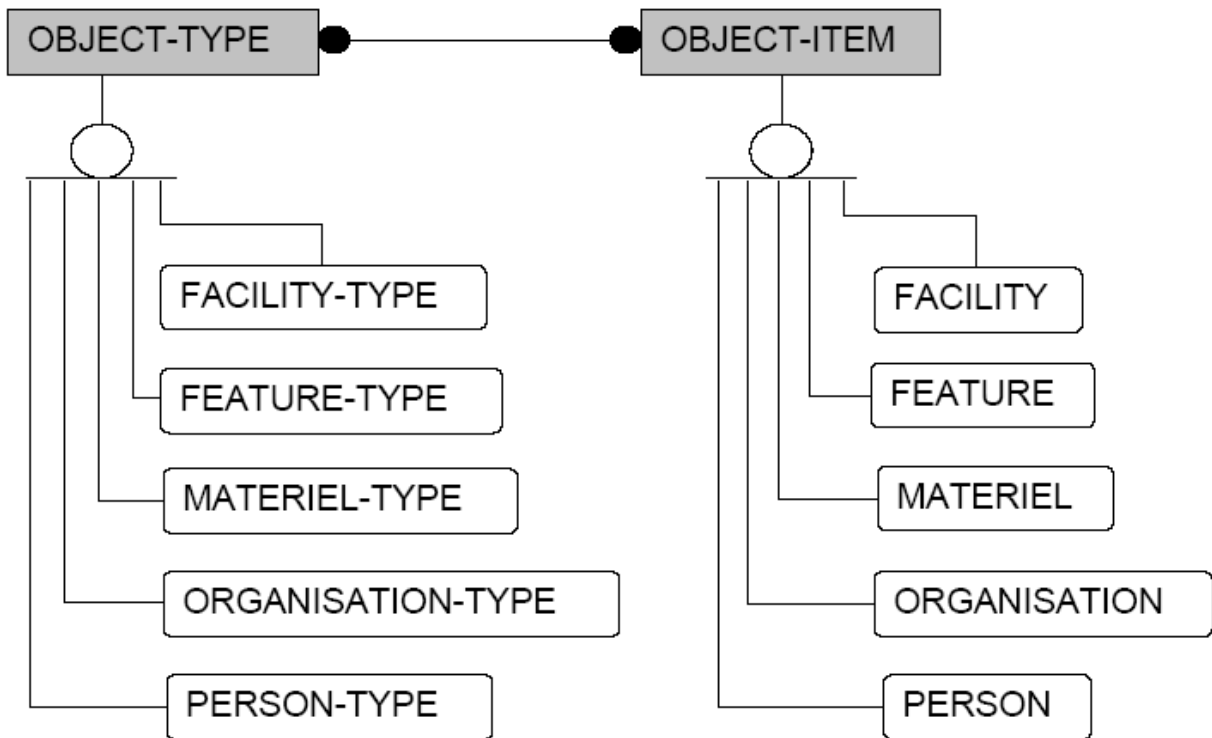 OBJECT-TYPE
OBJECT-ITEM
FACILITY-TYPE
FACILITY
FEATURE-TYPE
FEATURE
MATERIEL-TYPE
MATERIEL
ORGANISATION-TYPE
ORGANISATION
PERSON-TYPE
PERSON